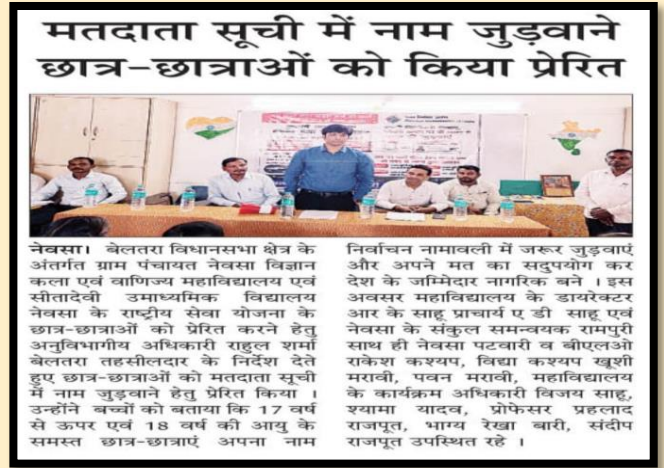 मतदाता सूची में नाम जुड़वाने
छात्र-छात्राओं को किया प्रेरित
नेवसा। बेलतरा विधानसभा क्षेत्र के
अंतर्गत ग्राम पंचायत नेवसा विज्ञान
कला एवं वाणिज्य महाविद्यालय एवं
सीतादेवी उमाध्यमिक विद्यालय
नेवसा के राष्ट्रीय सेवा योजना के
छात्र-छात्राओं को प्रेरित करने हेतु
अनुविभागीय अधिकारी राहुल शर्मा
बेलतरा तहसीलदार के निर्देश देते
हुए छात्र-छात्राओं को मतदाता सूची
में नाम जुड़वाने हेतु प्रेरित किया ।
उन्होंने बच्चों को बताया कि 17 वर्ष
से ऊपर एवं 18 वर्ष की आयु के
समस्त छात्र-छात्राएं अपना नाम
निर्वाचन नामावली में जरूर जुड़वाएं
और अपने मत का सदुपयोग कर
देश के जम्मिेदार नागरिक बने । इस
अवसर महाविद्यालय के डायरेक्टर
आर के साहू प्राचार्य ए डी साहू एवं
नेवसा के संकुल समन्वयक रामपुरी
साथ ही नेवसा पटवारी व बीएलओ
राकेश कश्यप, विद्या कश्यप खूशी
मरावी, पवन मरावी, महाविद्यालय
के कार्यक्रम अधिकारी विजय साहू,
श्यामा यादव, प्रोफेसर प्रहलाद
राजपूत, भाग्य रेखा बारी, संदीप
राजपूत उपस्थित रहे ।